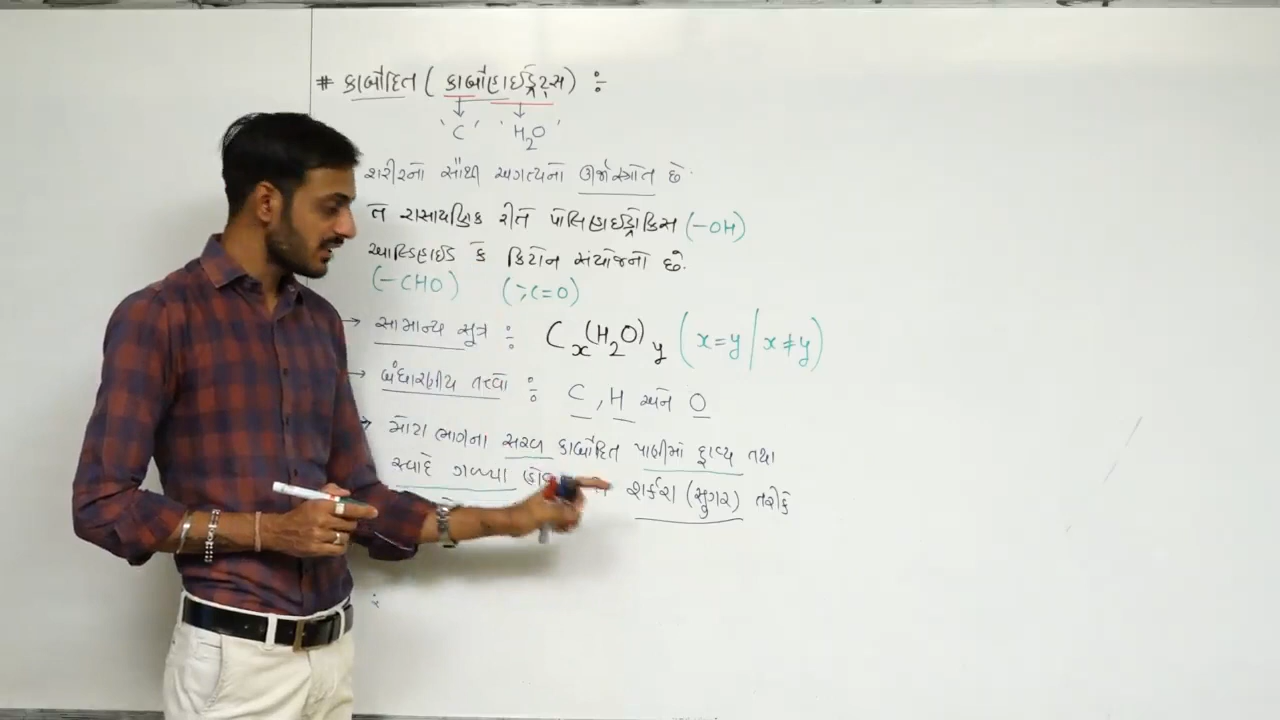 # કાર્બોદિત ( કાર્બોહાઈડ્રેટ્સ ) :
'C' 'H₂O'
શરીરનો સૌથી અગત્યનો ઊર્જાસ્ત્રોત છે.
તે રાસાયણિક રીતે પોલિહાઈડ્રોક્સિ (-OH)
આલ્ડિહાઈડ કે કિટોન સંયોજનો છે.
(-CHO) (>C=O)
→ સામાન્ય સૂત્ર : Cx(H₂O)y (x=y / x≠y)
→ બંધારણીય તત્ત્વો : C, H અને O
→ મોટા ભાગના સરળ કાર્બોદિત પાણીમાં દ્રાવ્ય તથા
સ્વાદે ગળ્યા શર્કરા (સુગર) તરીકે